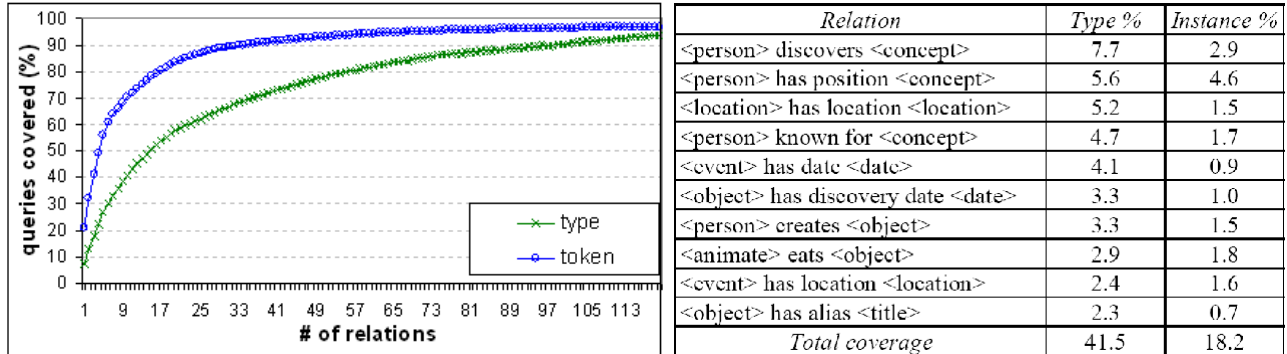 100
90
80
70
60
50
40
30
20
10
0
queries covered (%)
type
token
1 9 17 25 33 41 49 57 65 73 81 89 97 105 113
# of relations
Relation Type % Instance %
<person> discovers <concept> 7.7 2.9
<person> has position <concept> 5.6 4.6
<location> has location <location> 5.2 1.5
<person> known for <concept> 4.7 1.7
<event> has date <date> 4.1 0.9
<object> has discovery date <date> 3.3 1.0
<person> creates <object> 3.3 1.5
<animate> eats <object> 2.9 1.8
<event> has location <location> 2.4 1.6
<object> has alias <title> 2.3 0.7
Total coverage 41.5 18.2